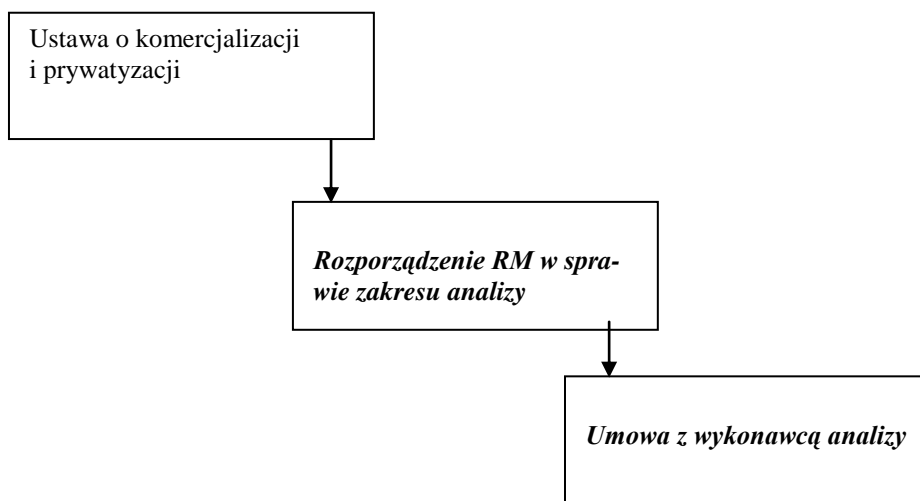 Ustawa o komercjalizacji
i prywatyzacji
Rozporządzenie RM w spra-
wie zakresu analizy
Umowa z wykonawcą analizy